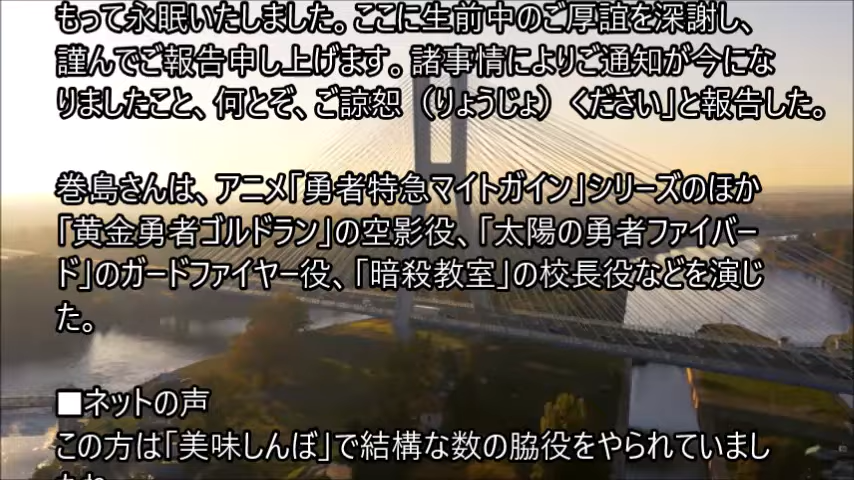 もって永眠いたしました。ここに生前中のご厚誼を深謝し、
謹んでご報告申し上げます。諸事情によりご通知が今にな
りましたこと、何とぞ、ご諒恕（りょうじょ）ください」と報告した。
巻島さんは、アニメ「勇者特急マイトガイン」シリーズのほか
「黄金勇者ゴルドラン」の空影役、「太陽の勇者ファイバー
ド」のガードファイヤー役、「暗殺教室」の校長役などを演じ
た。
■ネットの声
この方は「美味しんぼ」で結構な数の脇役をやられていまし